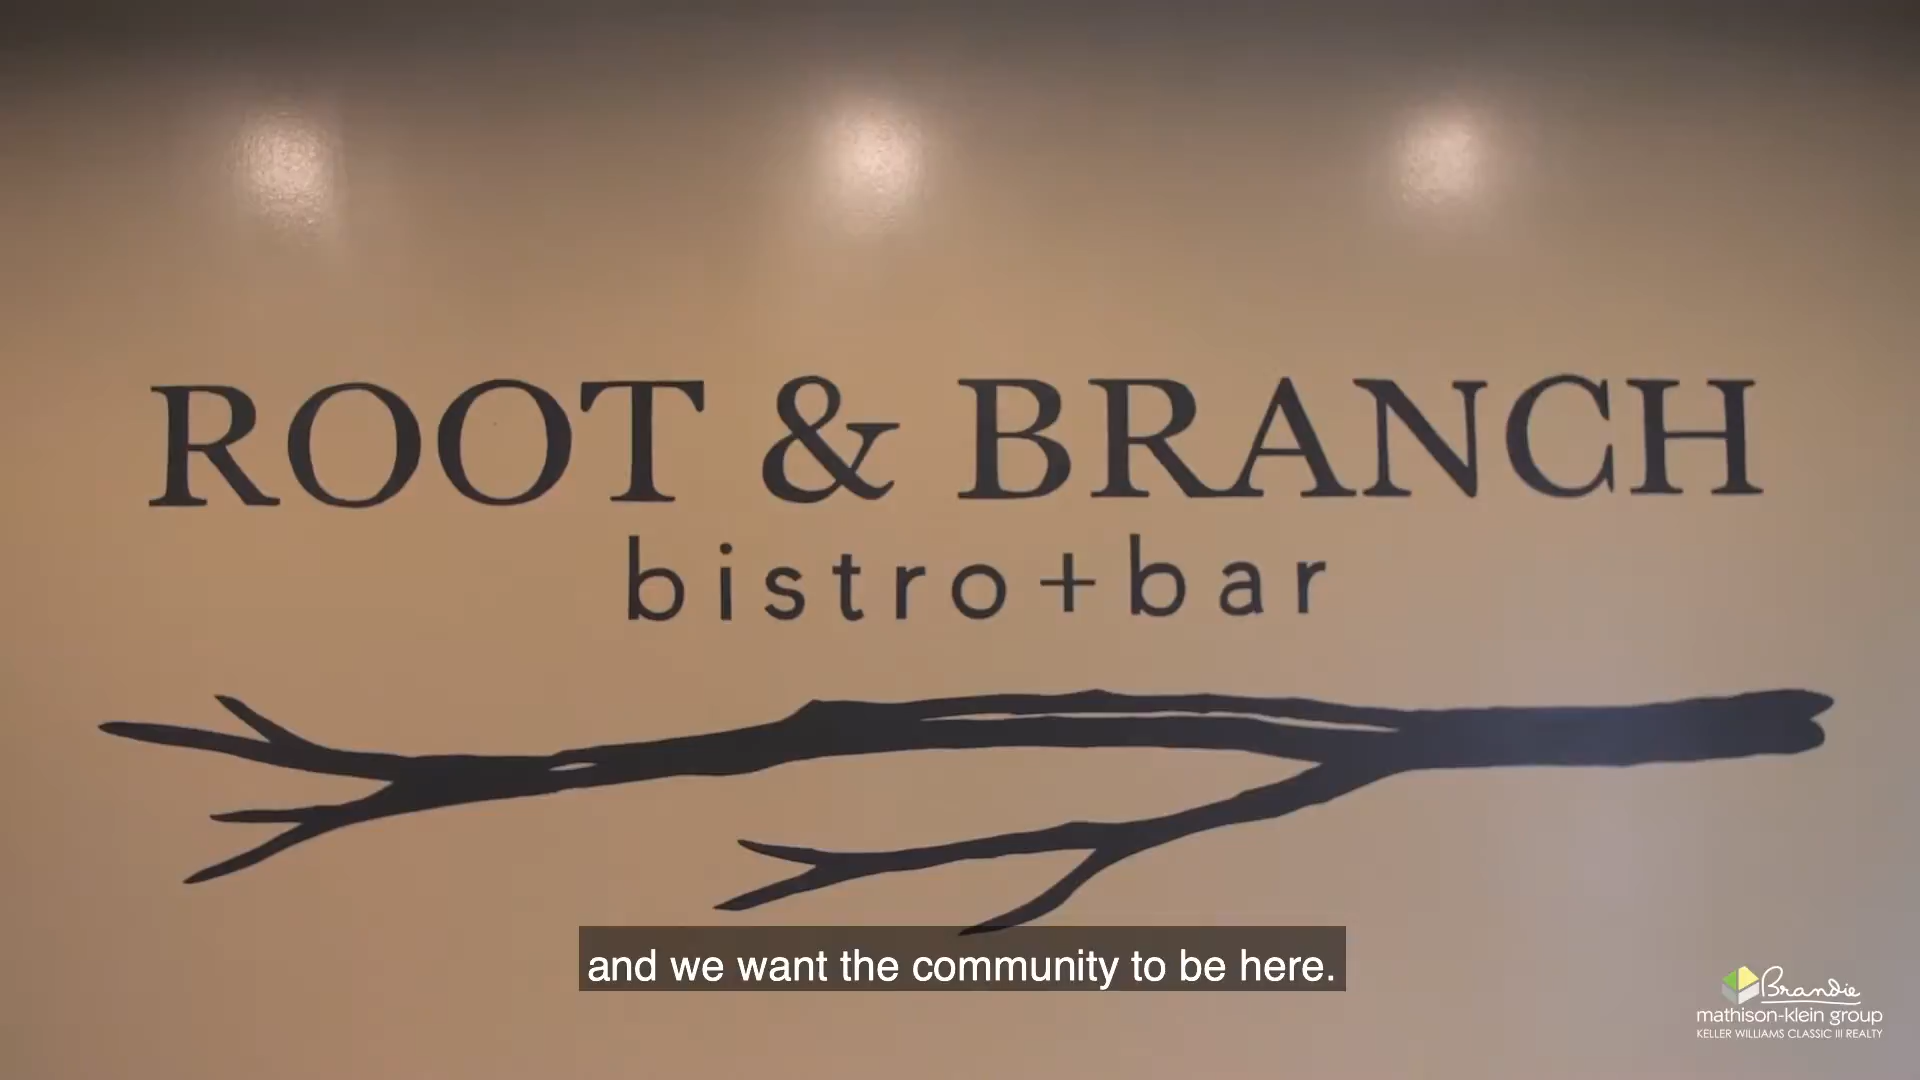 ROOT & BRANCH
bistro+bar
and we want the community to be here.
Brandie
mathison-klein group
KELLER WILLIAMS CLASSIC III REALTY